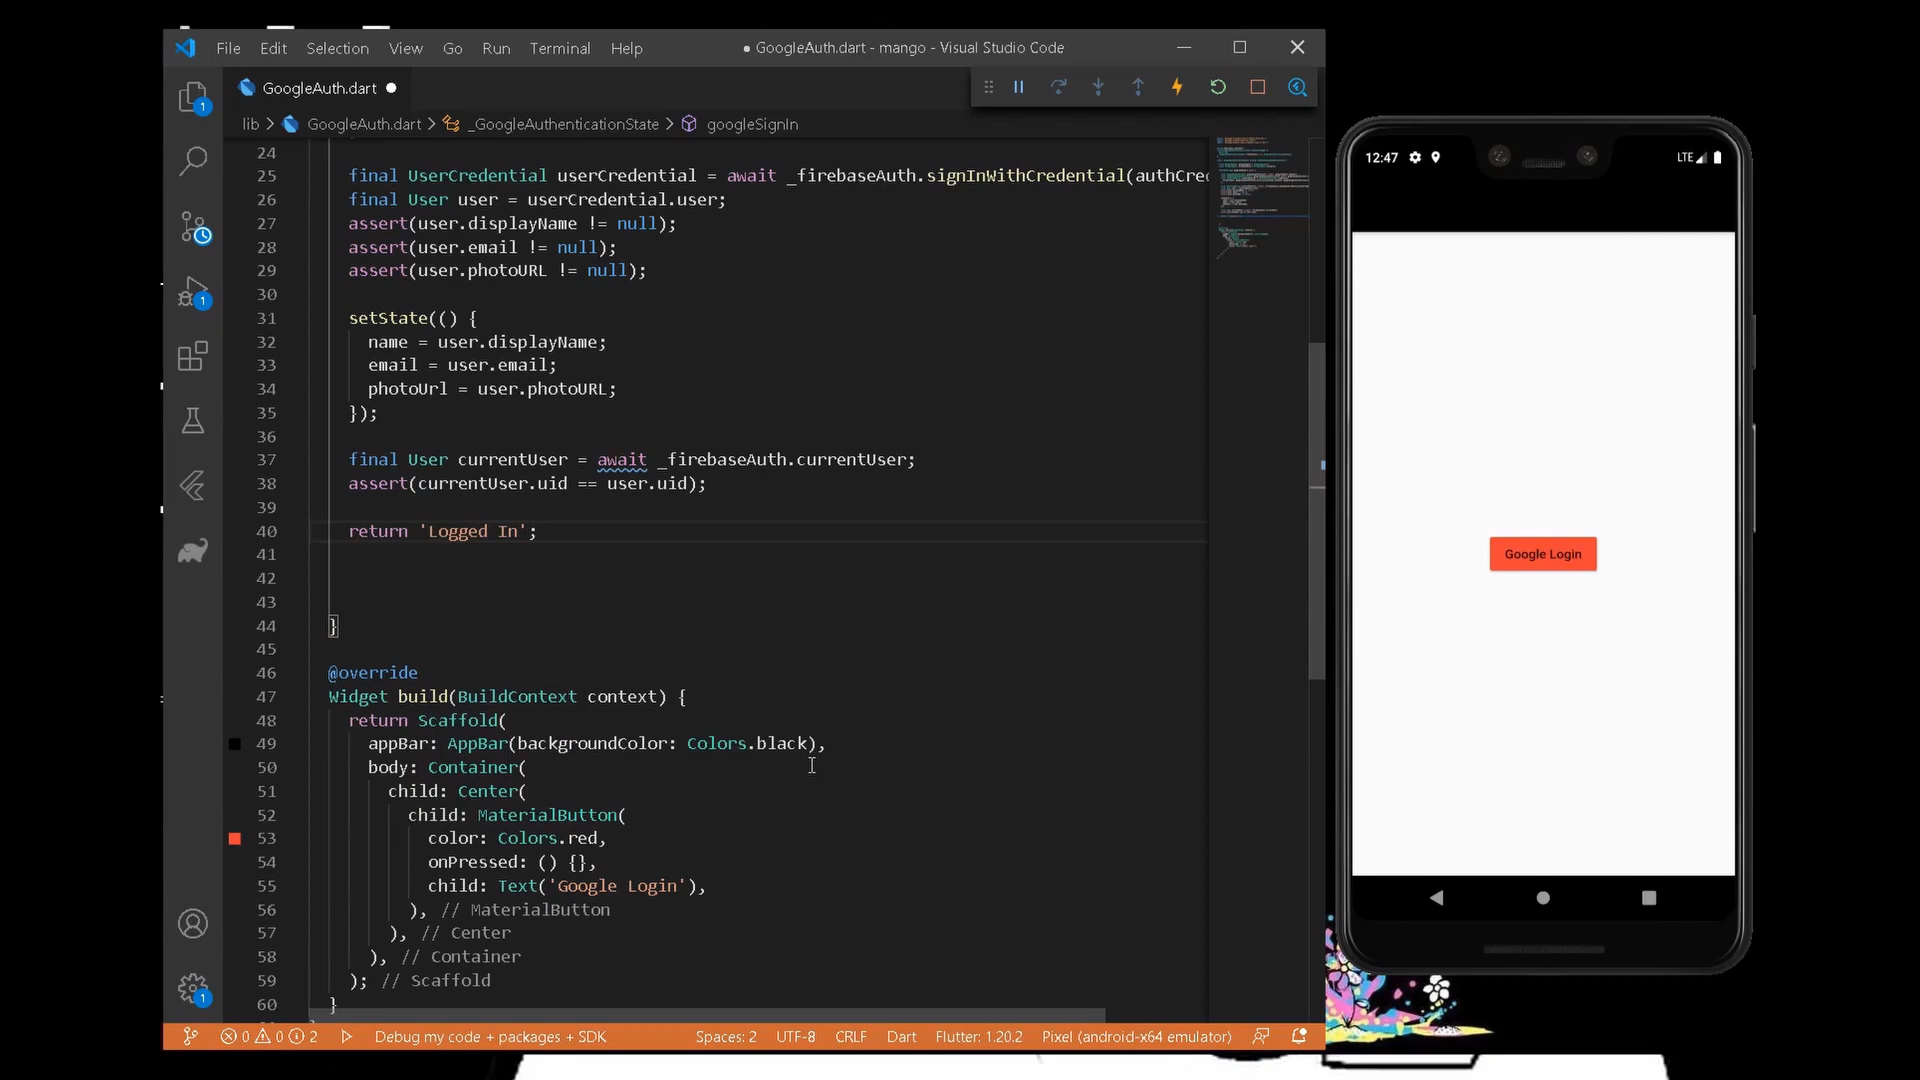 File Edit Selection View Go Run Terminal Help
● GoogleAuth.dart - mango - Visual Studio Code
GoogleAuth.dart ●
lib > GoogleAuth.dart > _GoogleAuthenticationState > googleSignIn
24
25 final UserCredential userCredential = await _firebaseAuth.signInWithCredential(authCre
26 final User user = userCredential.user;
27 assert(user.displayName != null);
28 assert(user.email != null);
29 assert(user.photoURL != null);
30
31 setState(() {
32 name = user.displayName;
33 email = user.email;
34 photoUrl = user.photoURL;
35 });
36
37 final User currentUser = await _firebaseAuth.currentUser;
38 assert(currentUser.uid == user.uid);
39
40 return 'Logged In';
41
42
43
44 }
45
46 @override
47 Widget build(BuildContext context) {
48 return Scaffold(
49 appBar: AppBar(backgroundColor: Colors.black),
50 body: Container(
51 child: Center(
52 child: MaterialButton(
53 color: Colors.red,
54 onPressed: () {},
55 child: Text('Google Login'),
56 ), // MaterialButton
57 ), // Center
58 ), // Container
59 ); // Scaffold
60 }
1
1
1
0 0 2 Debug my code + packages + SDK Spaces: 2 UTF-8 CRLF Dart Flutter: 1.20.2 Pixel (android-x64 emulator)
12:47 LTE
Google Login